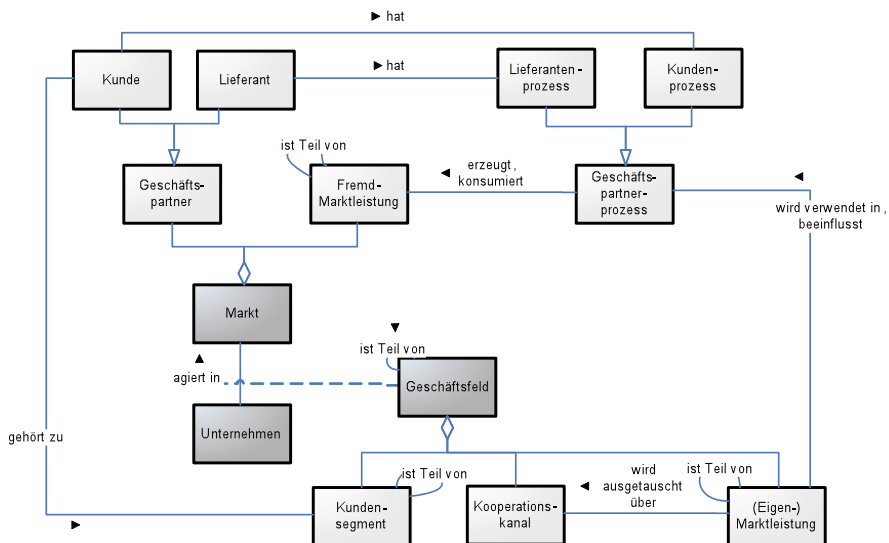 hat
Kunde
Lieferant
hat
Lieferanten-
prozess
Kunden-
prozess
ist Teil von
Geschäfts-
partner
Fremd-
Marktleistung
erzeugt,
konsumiert
Geschäfts-
partner-
prozess
wird verwendet in,
beeinflusst
Markt
ist Teil von
agiert in
Geschäftsfeld
Unternehmen
gehört zu
ist Teil von
wird
ausgetauscht
über
ist Teil von
Kunden-
segment
Kooperations-
kanal
(Eigen-)
Marktleistung